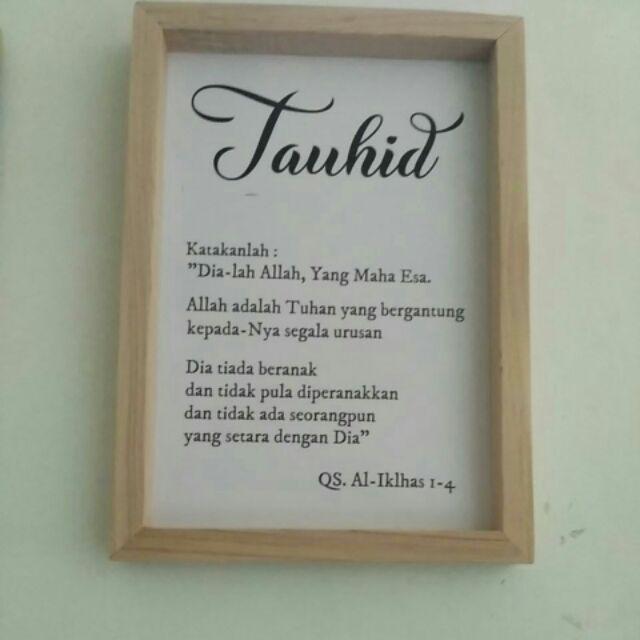 Tauhid
Katakanlah :
"Dia-lah Allah, Yang Maha Esa.
Allah adalah Tuhan yang bergantung
kepada-Nya segala urusan
Dia tiada beranak
dan tidak pula diperanakkan
dan tidak ada seorangpun
yang setara dengan Dia"
QS. Al-Iklhas 1-4